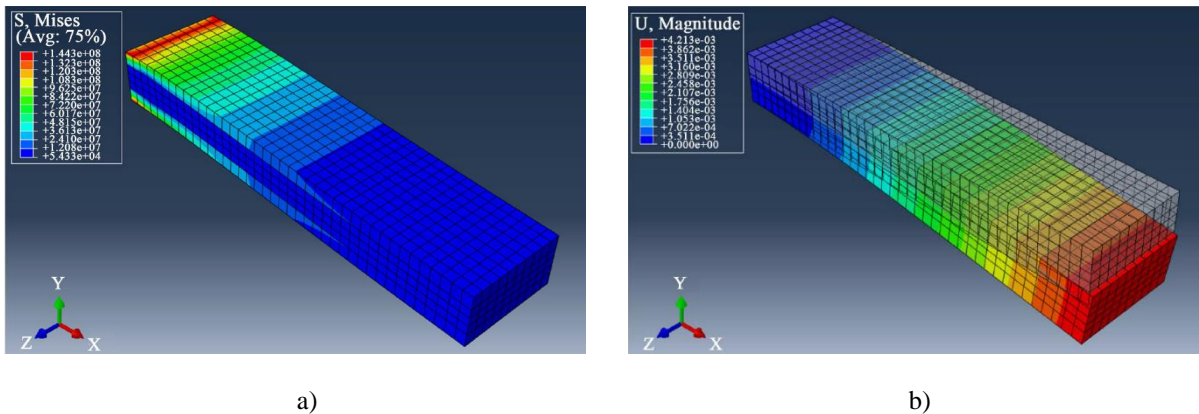 S, Mises
(Avg: 75%)
+1.443e+08
+1.323e+08
+1.203e+08
+1.083e+08
+9.625e+07
+8.422e+07
+7.220e+07
+6.017e+07
+4.815e+07
+3.613e+07
+2.410e+07
+1.208e+07
+5.433e+04
Y
Z
X
a)
U, Magnitude
+4.213e-03
+3.862e-03
+3.511e-03
+3.160e-03
+2.809e-03
+2.458e-03
+2.107e-03
+1.756e-03
+1.404e-03
+1.053e-03
+7.022e-04
+3.511e-04
+0.000e+00
Y
Z
X
b)